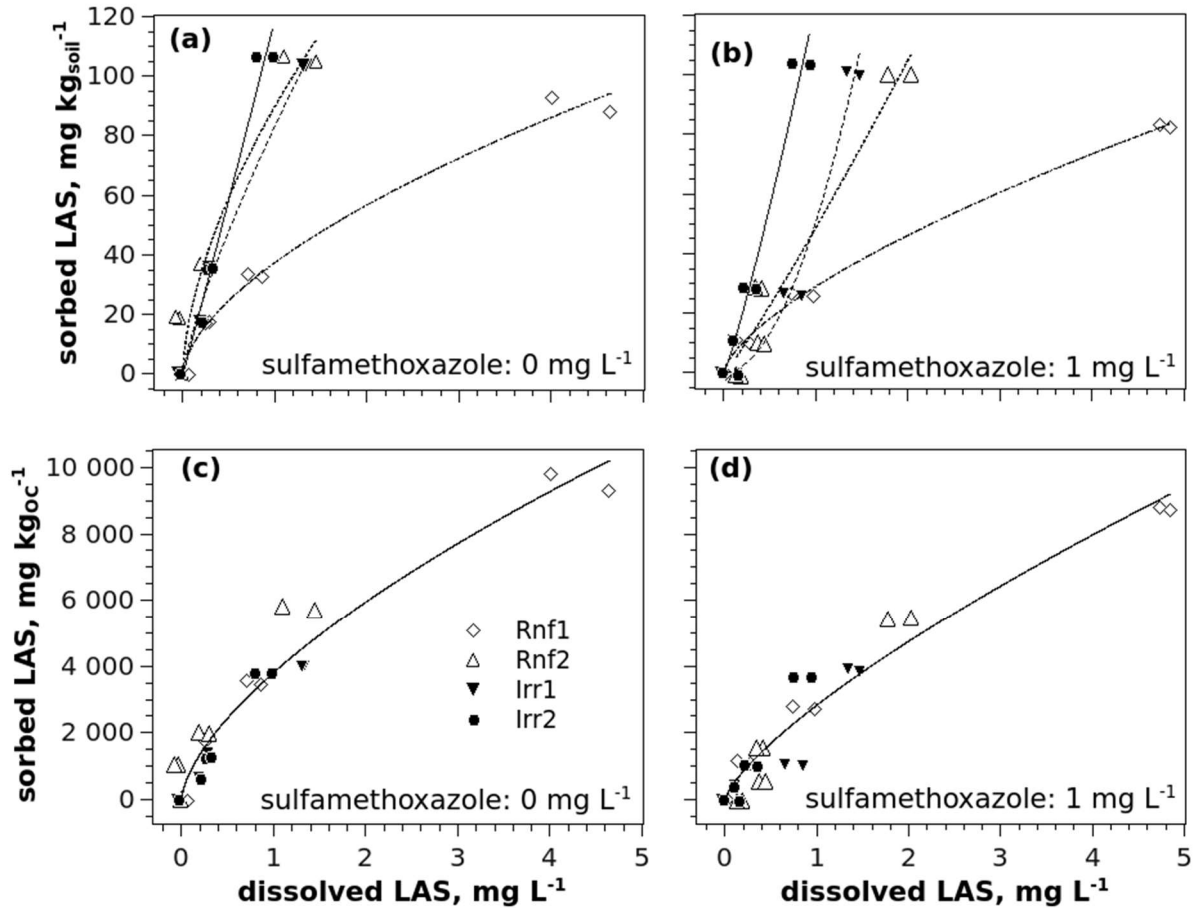 120
100
80
60
40
20
0
sorbed LAS, mg kgsoil-1
(a)
sulfamethoxazole: 0 mg L-1
(b)
sulfamethoxazole: 1 mg L-1
10 000
8 000
6 000
4 000
2 000
0
sorbed LAS, mg kgOC-1
(c)
Rnf1
Rnf2
Irr1
Irr2
sulfamethoxazole: 0 mg L-1
0 1 2 3 4 5
dissolved LAS, mg L-1
(d)
sulfamethoxazole: 1 mg L-1
0 1 2 3 4 5
dissolved LAS, mg L-1